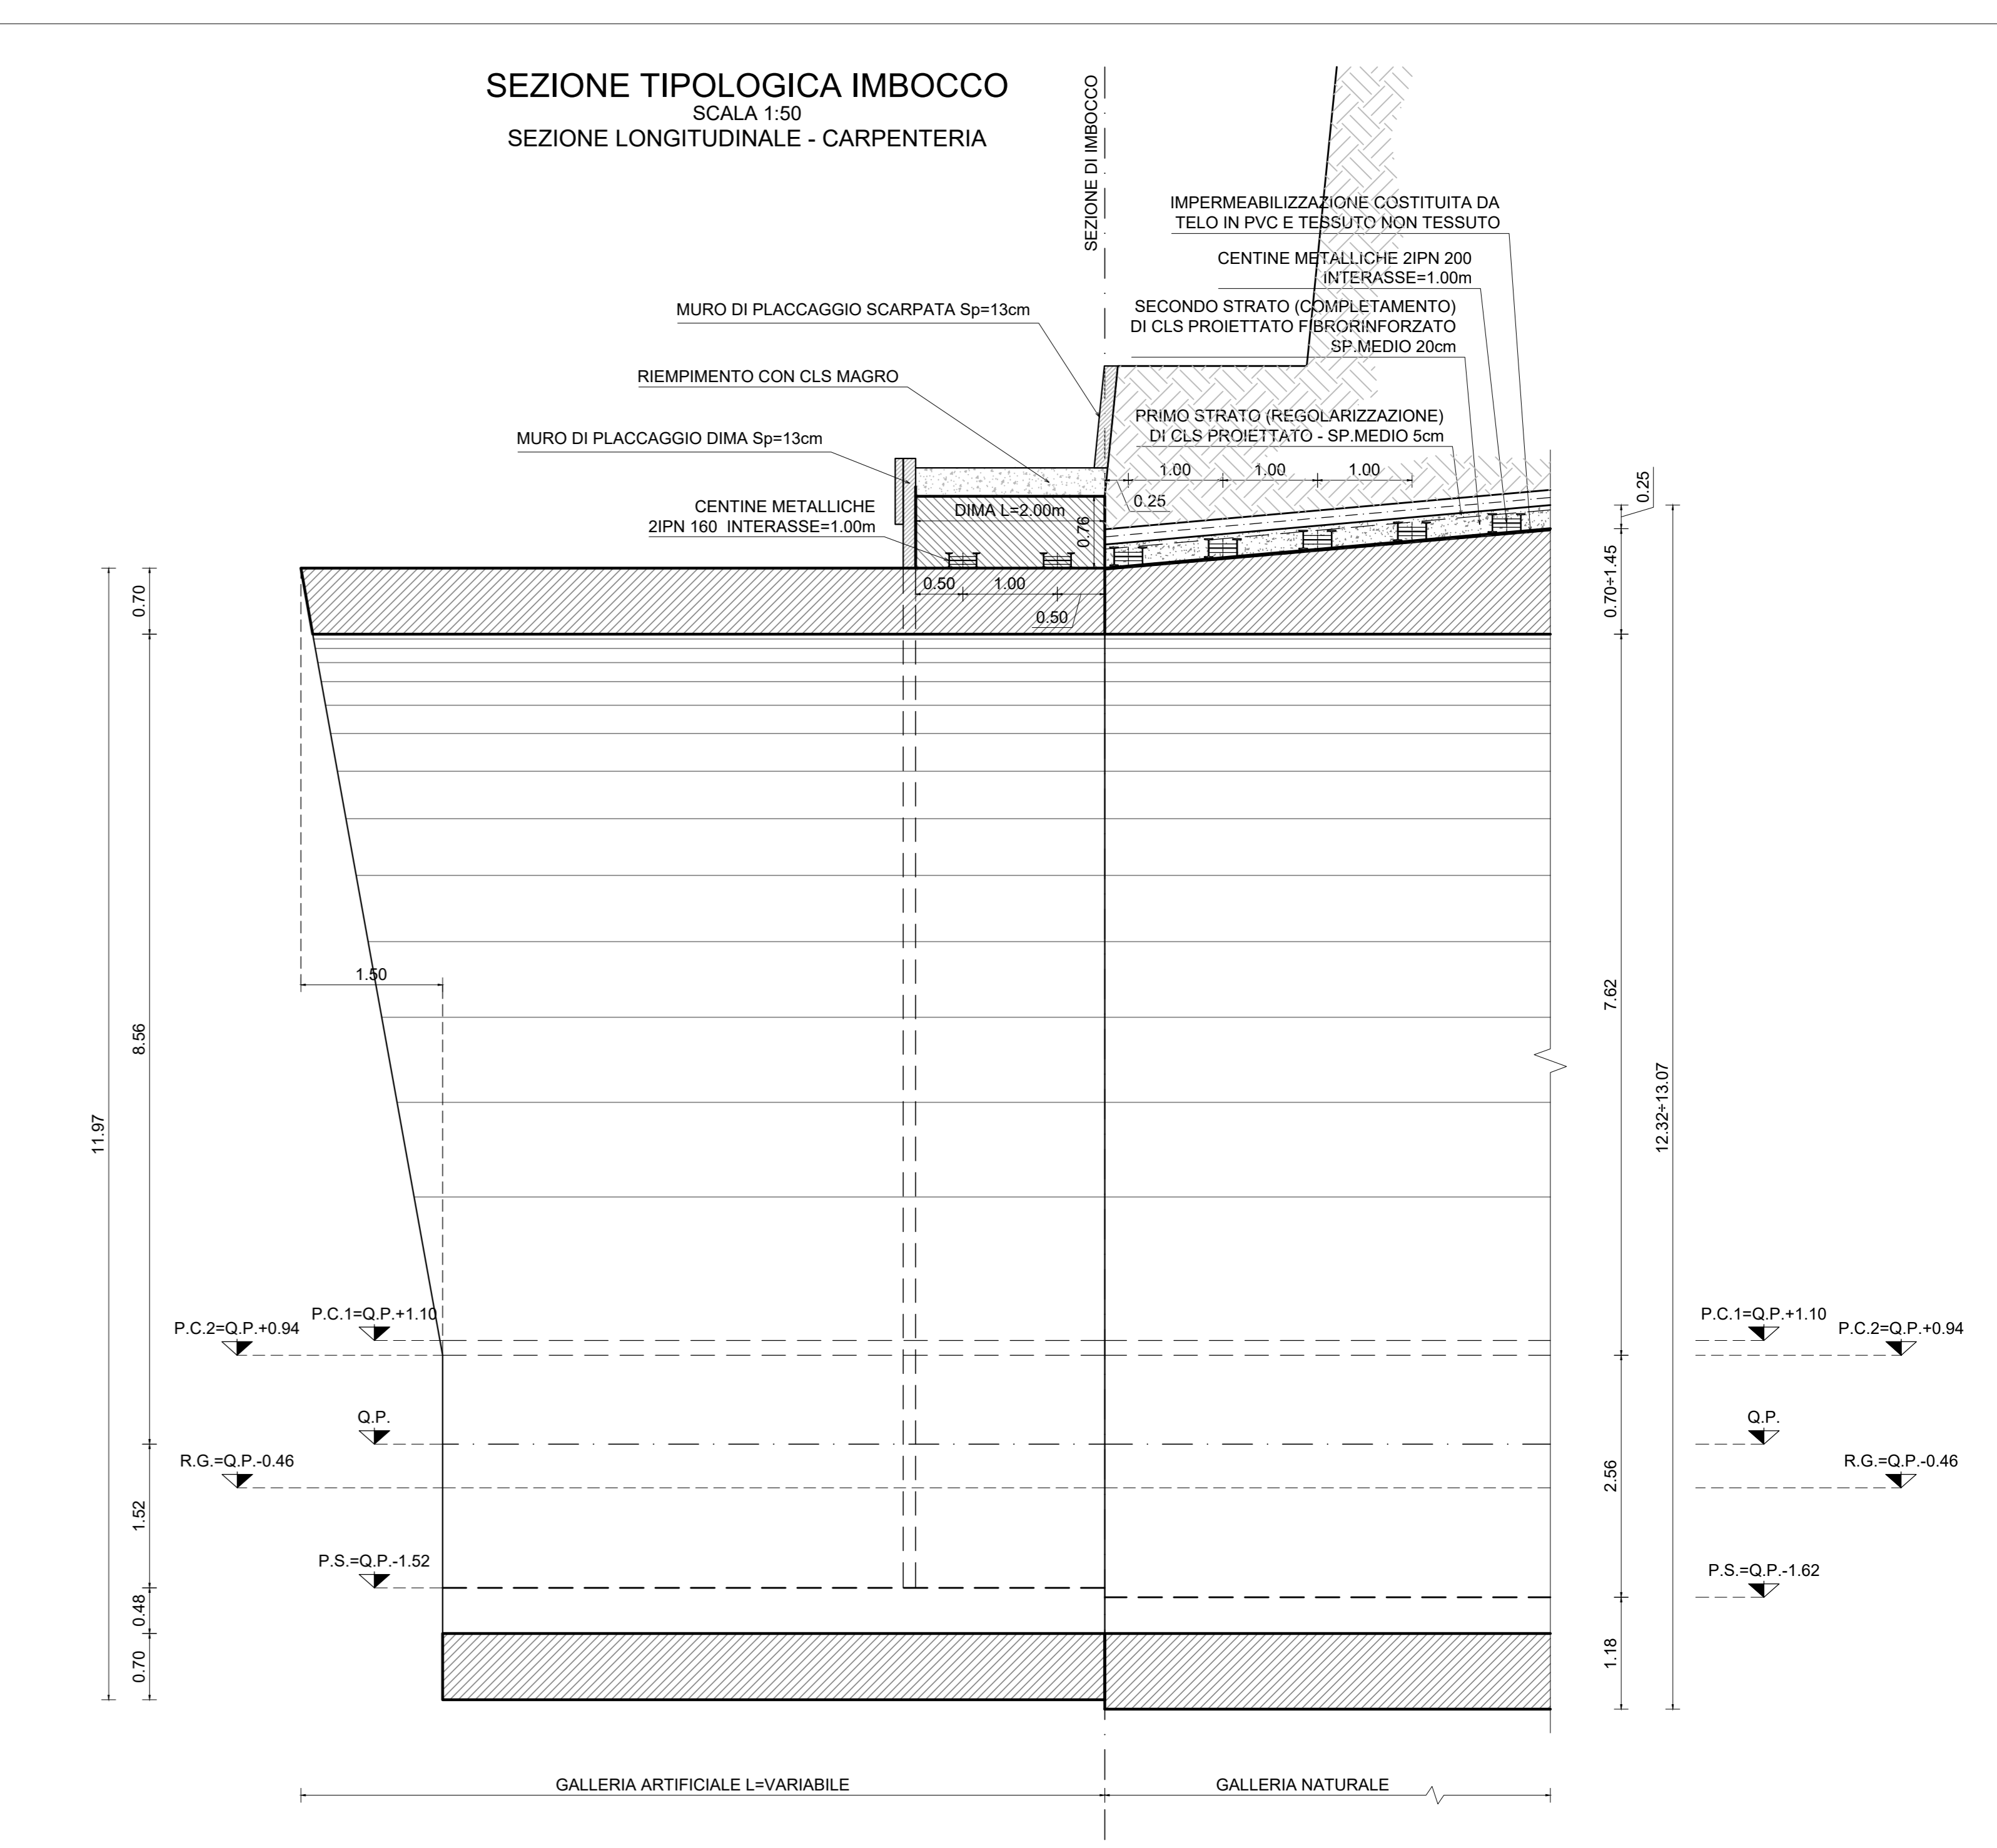 SEZIONE TIPOLOGICA IMBOCCO
SCALA 1:50
SEZIONE LONGITUDINALE - CARPENTERIA
SEZIONE DI IMBOCCO
IMPERMEABILIZZAZIONE COSTITUITA DA
TELO IN PVC E TESSUTO NON TESSUTO
CENTINE METALLICHE 2IPN 200
INTERASSE=1.00m
SECONDO STRATO (COMPLETAMENTO)
DI CLS PROIETTATO FIBRORINFORZATO
SP.MEDIO 20cm
PRIMO STRATO (REGOLARIZZAZIONE)
DI CLS PROIETTATO - SP.MEDIO 5cm
MURO DI PLACCAGGIO SCARPATA Sp=13cm
RIEMPIMENTO CON CLS MAGRO
MURO DI PLACCAGGIO DIMA Sp=13cm
CENTINE METALLICHE
2IPN 160 INTERASSE=1.00m
DIMA L=2.00m
0.76
1.00
1.00
1.00
0.25
0.25
0.50
1.00
0.50
0.70
0.70÷1.45
1.50
8.56
11.97
7.62
12.32÷13.07
P.C.1=Q.P.+1.10
P.C.2=Q.P.+0.94
Q.P.
R.G.=Q.P.-0.46
P.S.=Q.P.-1.52
1.52
0.48
0.70
P.C.1=Q.P.+1.10
P.C.2=Q.P.+0.94
Q.P.
R.G.=Q.P.-0.46
P.S.=Q.P.-1.62
2.56
1.18
GALLERIA ARTIFICIALE L=VARIABILE
GALLERIA NATURALE